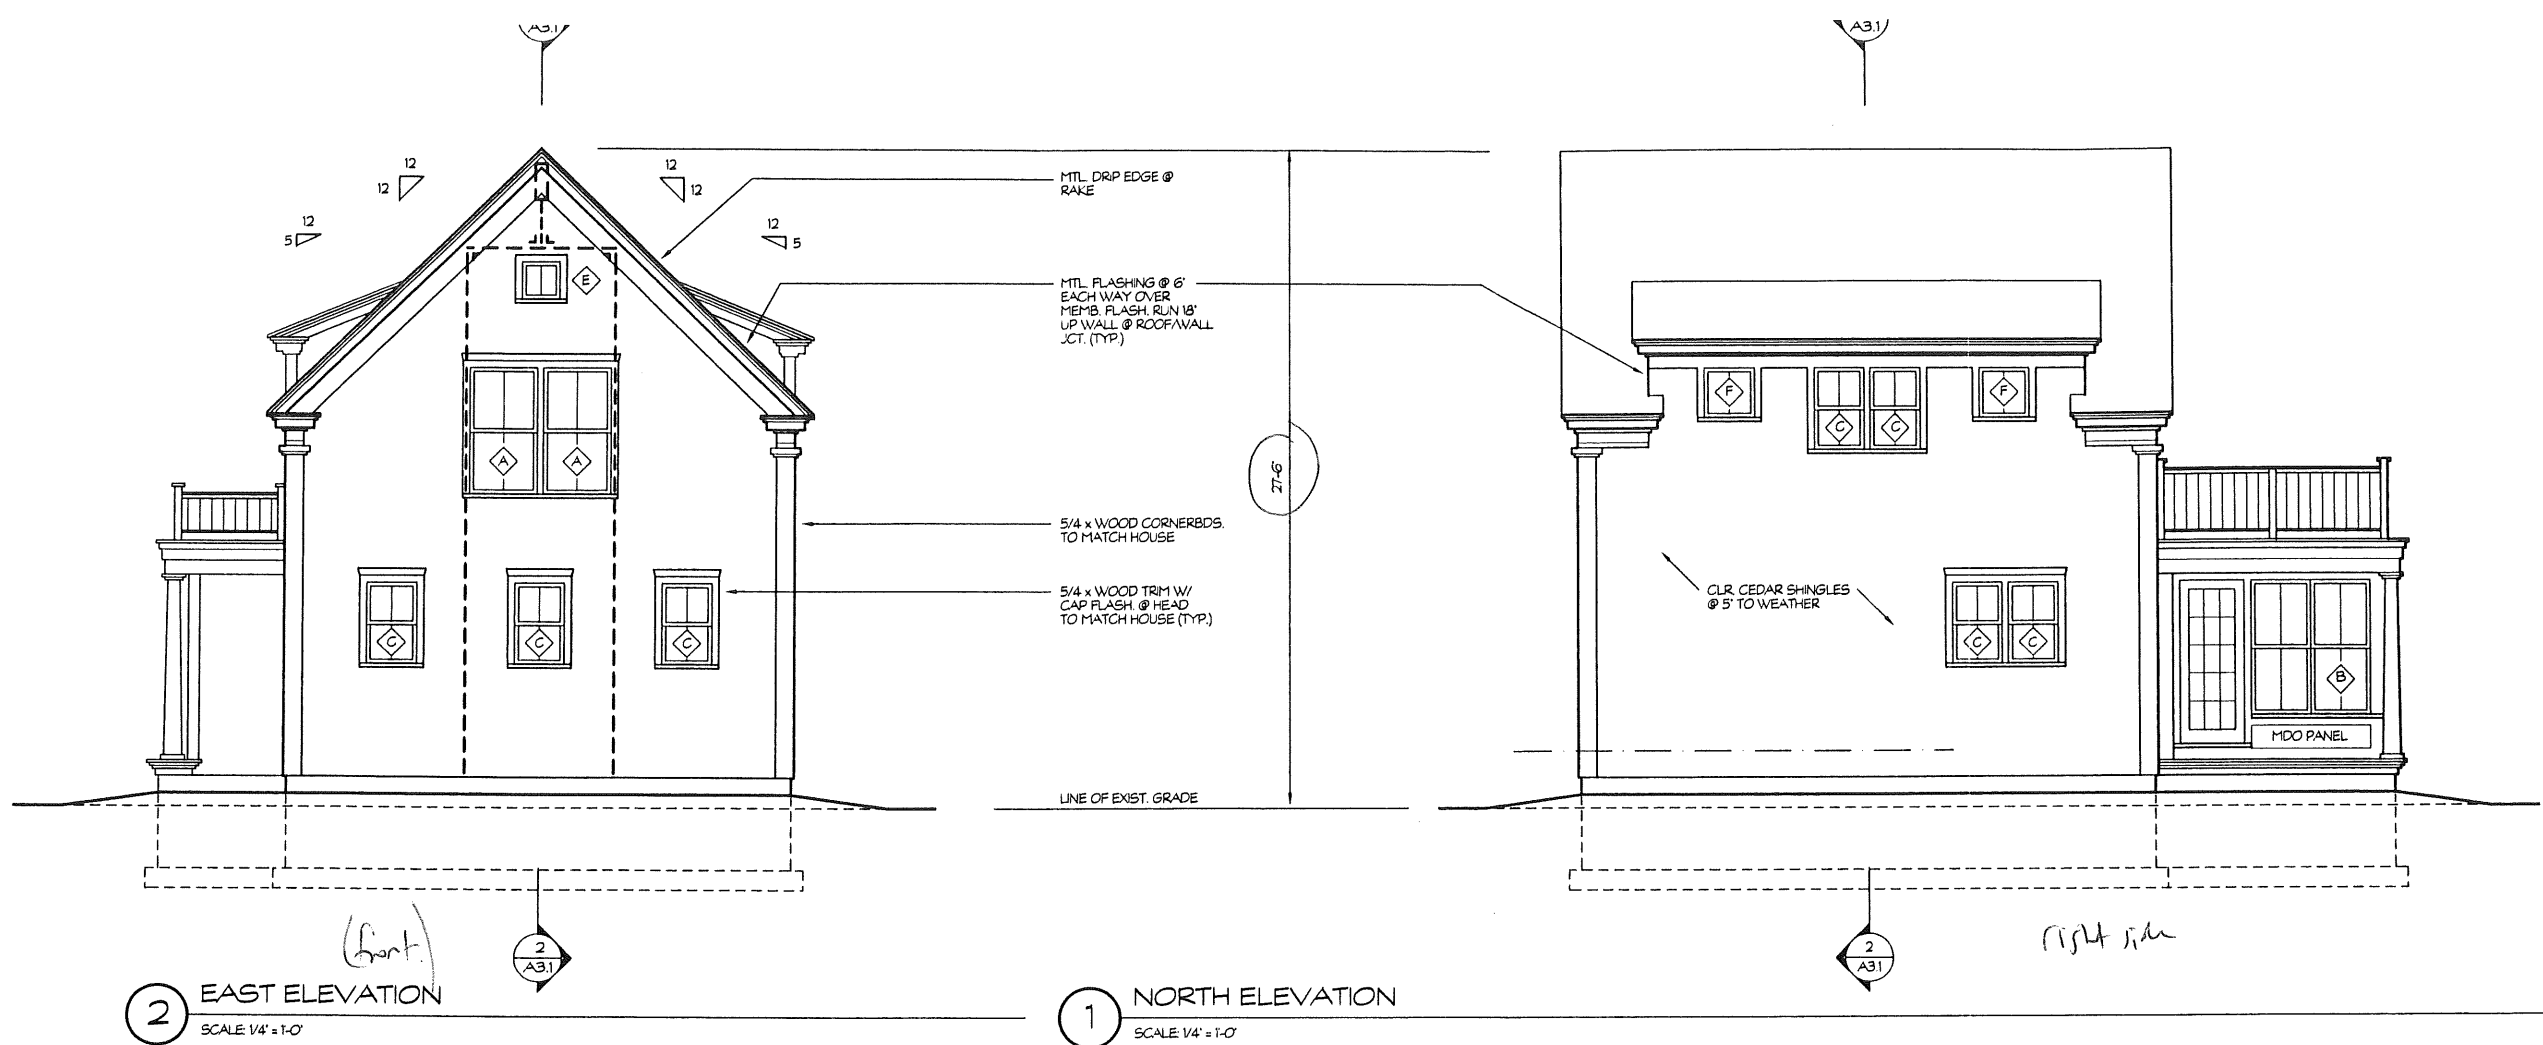 A3.1
A3.1
12
12
12
12
12
5
12
5
MTL. DRIP EDGE @
RAKE
MTL. FLASHING @ 6"
EACH WAY OVER
MEMB. FLASH. RUN 18"
UP WALL @ ROOF/WALL
JCT. (TYP.)
E
A
A
F
C
C
F
27'-6"
5/4 x WOOD CORNERBDS.
TO MATCH HOUSE
5/4 x WOOD TRIM W/
CAP FLASH. @ HEAD
TO MATCH HOUSE (TYP.)
C
C
C
CLR. CEDAR SHINGLES
@ 5" TO WEATHER
C
C
B
MDO PANEL
LINE OF EXIST. GRADE
(front)
2
A3.1
2
A3.1
right side
2
EAST ELEVATION
SCALE: 1/4" = 1'-0"
1
NORTH ELEVATION
SCALE: 1/4" = 1'-0"